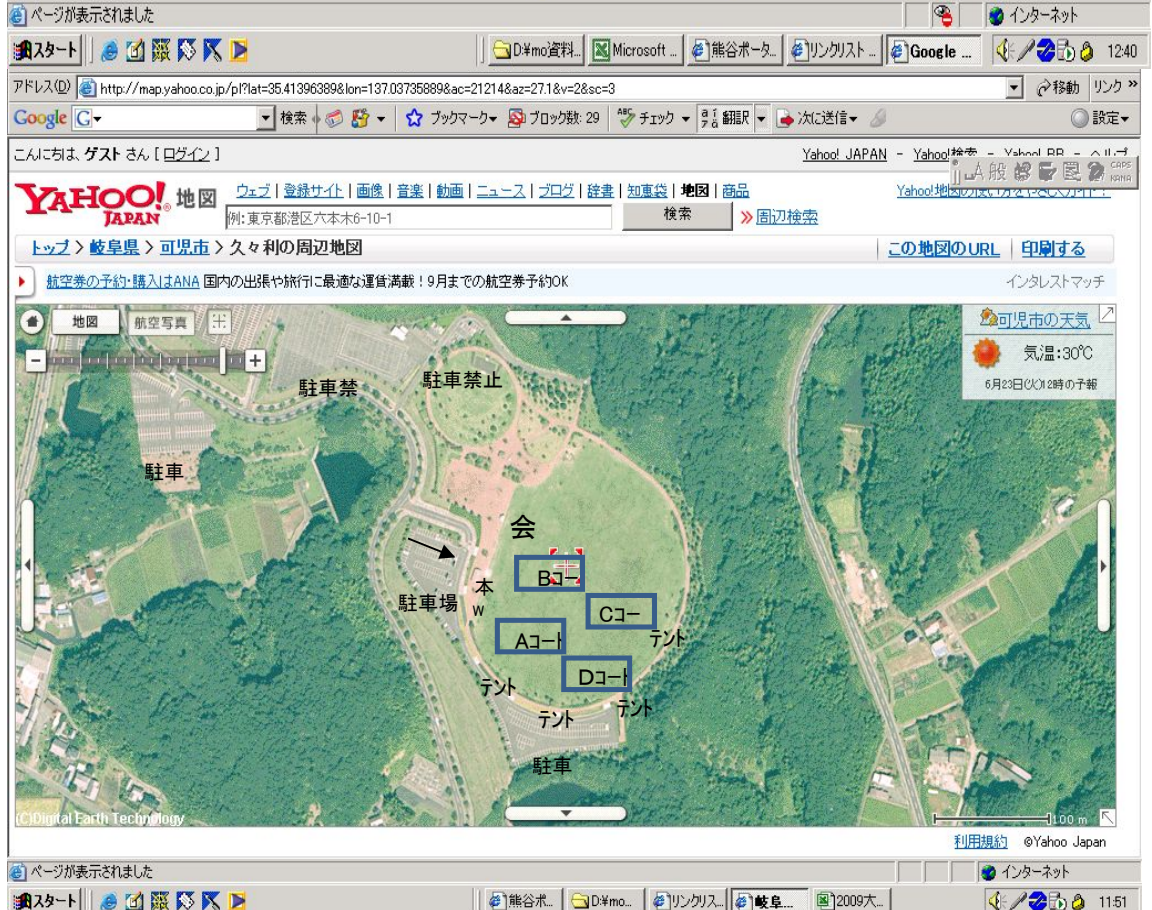 ページが表示されました
インターネット
スタート
D:¥mo資料...
Microsoft ...
熊谷ポータ...
リンクリスト ...
Google ...
12:40
アドレス(D) http://map.yahoo.co.jp/pl?lat=35.41396389&lon=137.03735889&ac=21214&az=27.1&v=2&sc=3
移動 リンク »
Google G
検索 ブックマーク ブロック数: 29 チェック 翻訳 次に送信 設定
こんにちは、ゲスト さん [ ログイン ]
Yahoo! JAPAN - Yahoo!検索 - Yahoo! BB - ヘルプ
A 般 CAPS KANA
YAHOO! JAPAN 地図
ウェブ | 登録サイト | 画像 | 音楽 | 動画 | ニュース | ブログ | 辞書 | 知恵袋 | 地図 | 商品
Yahoo!地図の使い方をやさしくガイド!
例: 東京都港区六本木6-10-1
検索 » 周辺検索
トップ > 岐阜県 > 可児市 > 久々利の周辺地図
この地図のURL | 印刷する
航空券の予約・購入はANA 国内の出張や旅行に最適な運賃満載!9月までの航空券予約OK
インタレストマッチ
地図 航空写真
可児市の天気
気温:30℃
6月23日(火)12時の予報
駐車禁
駐車禁止
駐車
会
Bコー
本
W
駐車場
Cコー
Aコート
テント
Dコート
テント
テント
テント
駐車
(C)Digital Earth Technology
100 m
利用規約 ©Yahoo Japan
ページが表示されました
インターネット
スタート
熊谷ポ...
D:¥mo...
リンクリス...
岐阜...
2009大...
11:51